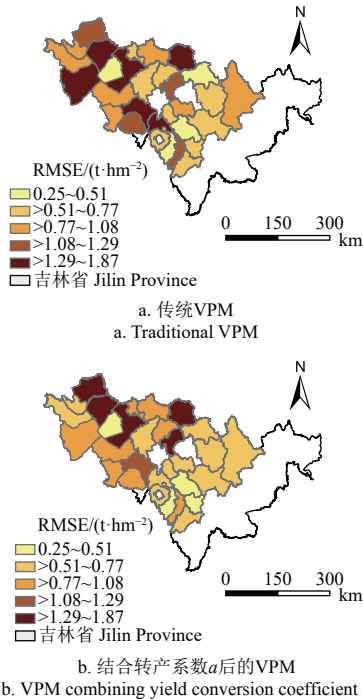 N
RMSE/(t·hm⁻²)
0.25~0.51
>0.51~0.77
>0.77~1.08
>1.08~1.29
>1.29~1.87
吉林省 Jilin Province
0 150 300
km
a. 传统VPM
a. Traditional VPM
N
RMSE/(t·hm⁻²)
0.25~0.51
>0.51~0.77
>0.77~1.08
>1.08~1.29
>1.29~1.87
吉林省 Jilin Province
0 150 300
km
b. 结合转产系数a后的VPM
b. VPM combining yield conversion coefficient